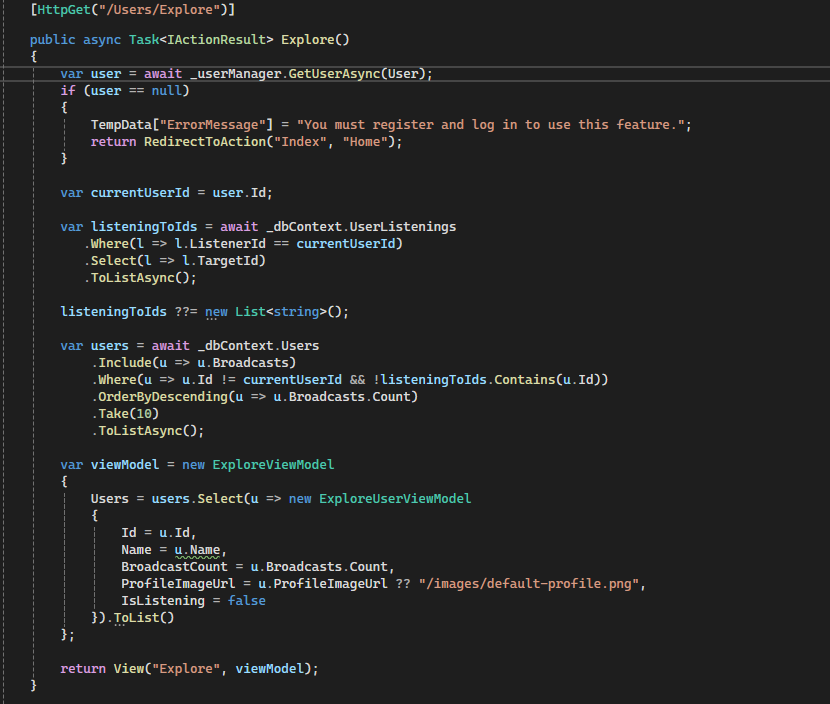 [HttpGet("/Users/Explore")]
public async Task<IActionResult> Explore()
{
var user = await _userManager.GetUserAsync(User);
if (user == null)
{
TempData["ErrorMessage"] = "You must register and log in to use this feature.";
return RedirectToAction("Index", "Home");
}
var currentUserId = user.Id;
var listeningToIds = await _dbContext.UserListenings
.Where(l => l.ListenerId == currentUserId)
.Select(l => l.TargetId)
.ToListAsync();
listeningToIds ??= new List<string>();
var users = await _dbContext.Users
.Include(u => u.Broadcasts)
.Where(u => u.Id != currentUserId && !listeningToIds.Contains(u.Id))
.OrderByDescending(u => u.Broadcasts.Count)
.Take(10)
.ToListAsync();
var viewModel = new ExploreViewModel
{
Users = users.Select(u => new ExploreUserViewModel
{
Id = u.Id,
Name = u.Name,
BroadcastCount = u.Broadcasts.Count,
ProfileImageUrl = u.ProfileImageUrl ?? "/images/default-profile.png",
IsListening = false
}).ToList()
};
return View("Explore", viewModel);
}